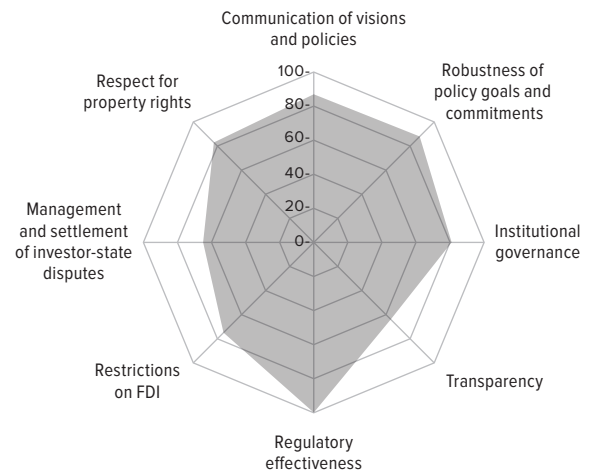 Communication of visions
and policies
Robustness of
policy goals and
commitments
Institutional
governance
Transparency
Regulatory
effectiveness
Restrictions
on FDI
Management
and settlement
of investor-state
disputes
Respect for
property rights
100
80
60
40
20
0